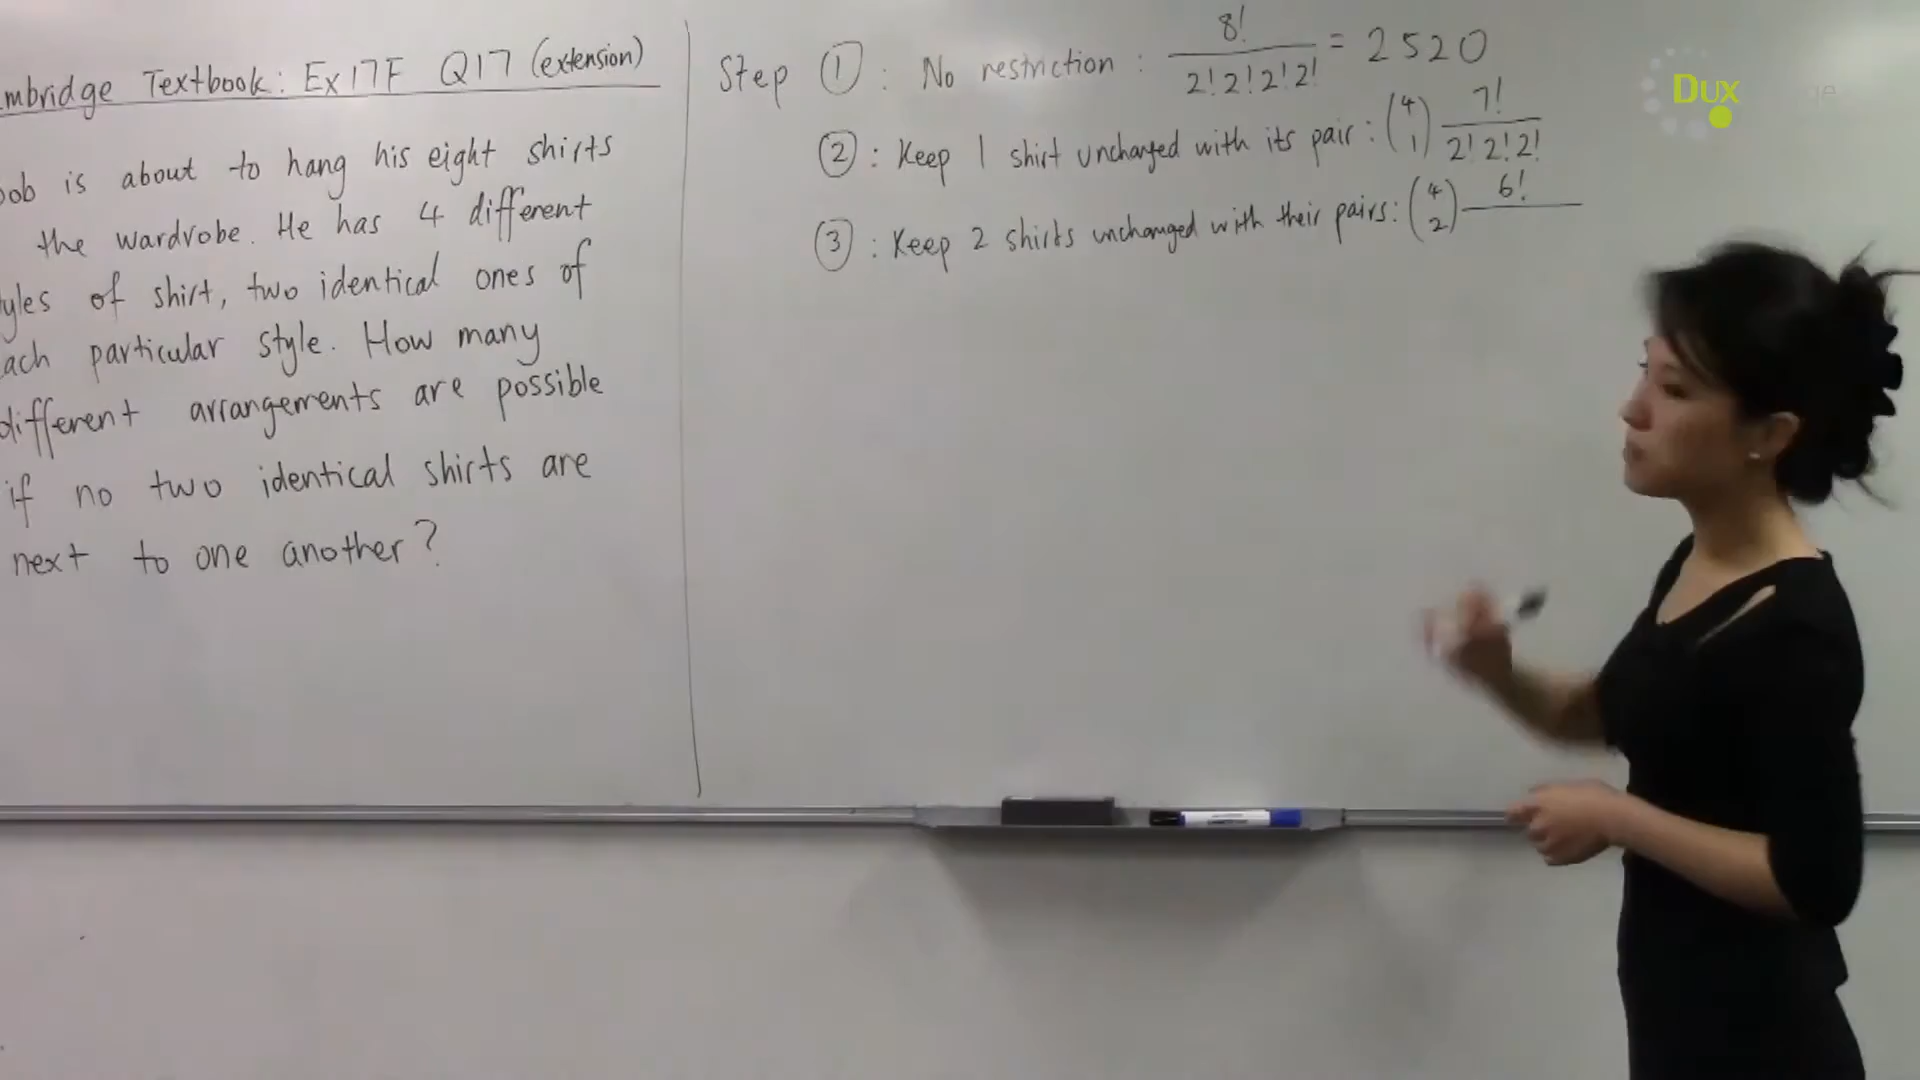 mbridge Textbook: Ex17F Q17 (extension)
ob is about to hang his eight shirts
the wardrobe. He has 4 different
yles of shirt, two identical ones of
ach particular style. How many
different arrangements are possible
if no two identical shirts are
next to one another?
Step ①: No restriction: 8!/(2!2!2!2!) = 2520
②: Keep 1 shirt unchanged with its pair: (4 1) 7!/(2!2!2!)
③: Keep 2 shirts unchanged with their pairs: (4 2) 6!/
Dux